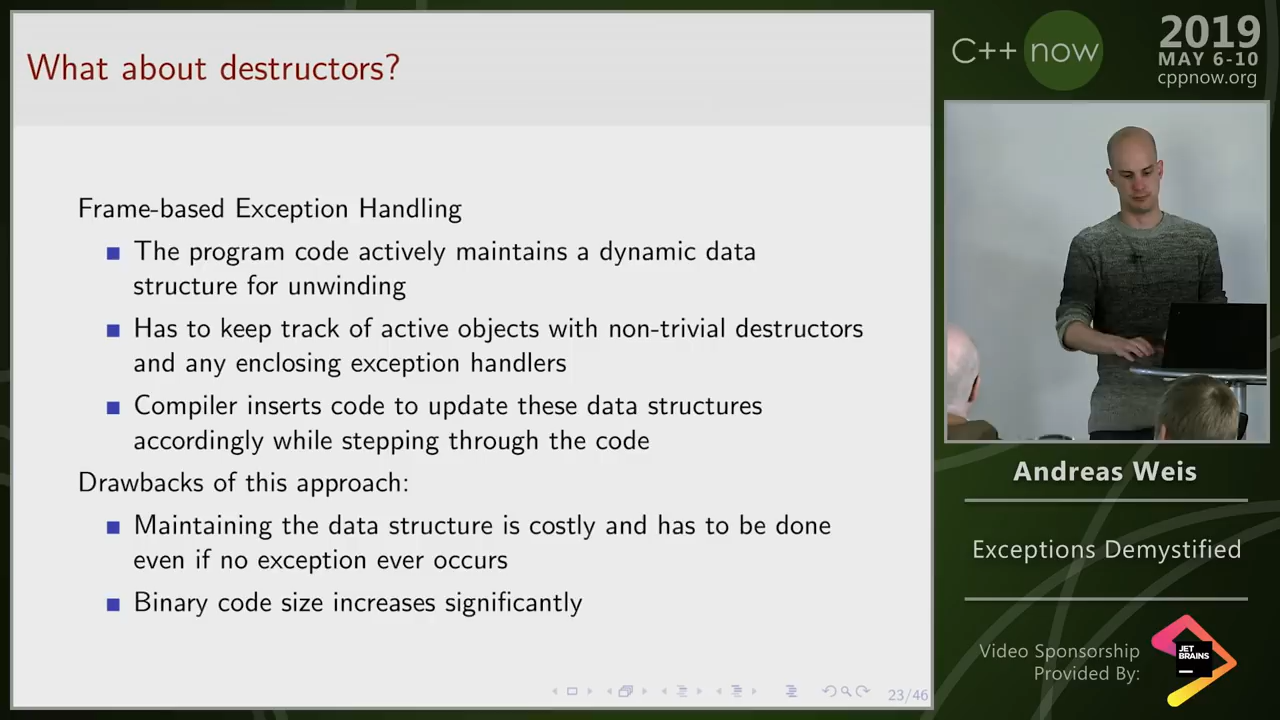 What about destructors?
Frame-based Exception Handling
The program code actively maintains a dynamic data
structure for unwinding
Has to keep track of active objects with non-trivial destructors
and any enclosing exception handlers
Compiler inserts code to update these data structures
accordingly while stepping through the code
Drawbacks of this approach:
Maintaining the data structure is costly and has to be done
even if no exception ever occurs
Binary code size increases significantly
23/46
C++ now
2019
MAY 6-10
cppnow.org
Andreas Weis
Exceptions Demystified
Video Sponsorship
Provided By:
JET
BRAINS